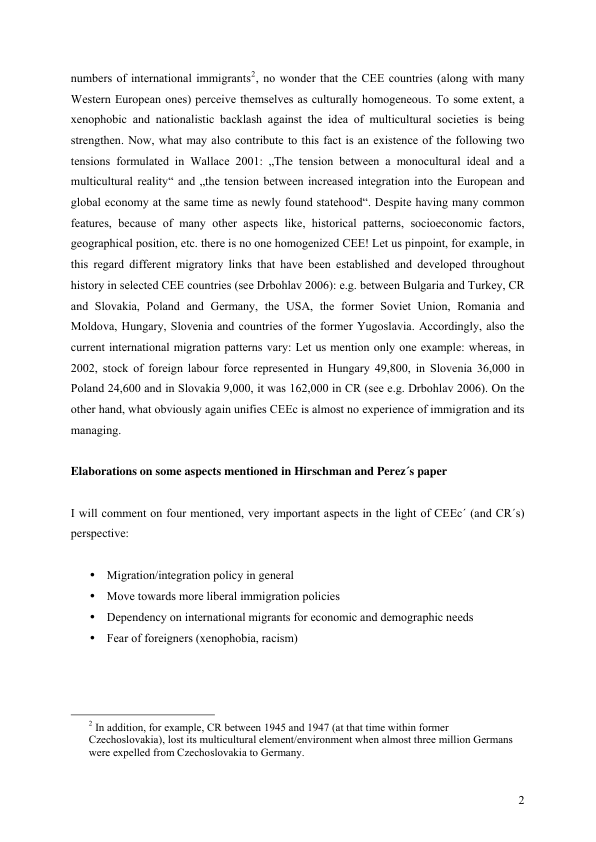 numbers of international immigrants2, no wonder that the CEE countries (along with many
Western European ones) perceive themselves as culturally homogeneous. To some extent, a
xenophobic and nationalistic backlash against the idea of multicultural societies is being
strengthen. Now, what may also contribute to this fact is an existence of the following two
tensions formulated in Wallace 2001: „The tension between a monocultural ideal and a
multicultural reality“ and „the tension between increased integration into the European and
global economy at the same time as newly found statehood“. Despite having many common
features, because of many other aspects like, historical patterns, socioeconomic factors,
geographical position, etc. there is no one homogenized CEE! Let us pinpoint, for example, in
this regard different migratory links that have been established and developed throughout
history in selected CEE countries (see Drbohlav 2006): e.g. between Bulgaria and Turkey, CR
and Slovakia, Poland and Germany, the USA, the former Soviet Union, Romania and
Moldova, Hungary, Slovenia and countries of the former Yugoslavia. Accordingly, also the
current international migration patterns vary: Let us mention only one example: whereas, in
2002, stock of foreign labour force represented in Hungary 49,800, in Slovenia 36,000 in
Poland 24,600 and in Slovakia 9,000, it was 162,000 in CR (see e.g. Drbohlav 2006). On the
other hand, what obviously again unifies CEEc is almost no experience of immigration and its
managing.
Elaborations on some aspects mentioned in Hirschman and Perez´s paper
I will comment on four mentioned, very important aspects in the light of CEEc´ (and CR´s)
perspective:
• Migration/integration policy in general
• Move towards more liberal immigration policies
• Dependency on international migrants for economic and demographic needs
• Fear of foreigners (xenophobia, racism)
2 In addition, for example, CR between 1945 and 1947 (at that time within former
Czechoslovakia), lost its multicultural element/environment when almost three million Germans
were expelled from Czechoslovakia to Germany.
2